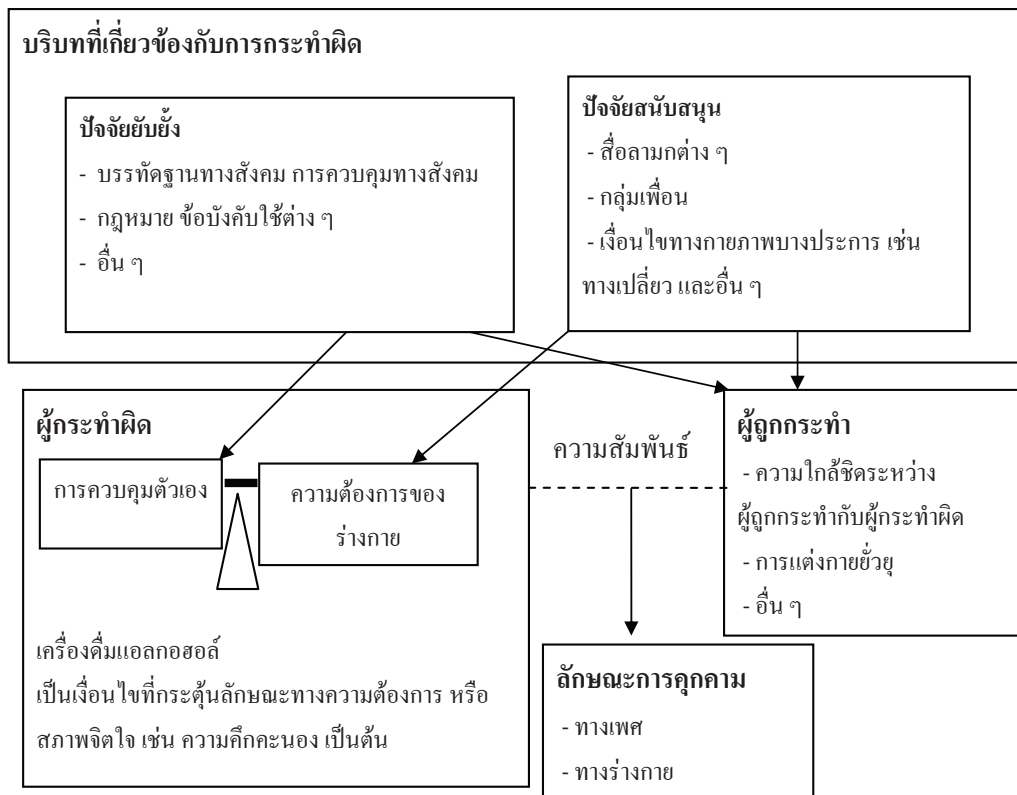 บริบทที่เกี่ยวข้องกับการกระทำผิด
ปัจจัยยับยั้ง
- บรรทัดฐานทางสังคม การควบคุมทางสังคม
- กฎหมาย ข้อบังคับใช้ต่าง ๆ
- อื่น ๆ
ปัจจัยสนับสนุน
- สื่อลามกต่าง ๆ
- กลุ่มเพื่อน
- เงื่อนไขทางกายภาพบางประการ เช่น
ทางเปลี่ยว และอื่น ๆ
ผู้กระทำผิด
การควบคุมตัวเอง
ความต้องการของ
ร่างกาย
เครื่องดื่มแอลกอฮอล์
เป็นเงื่อนไขที่กระตุ้นลักษณะทางความต้องการ หรือ
สภาพจิตใจ เช่น ความคึกคะนอง เป็นต้น
ความสัมพันธ์
ผู้ถูกกระทำ
- ความใกล้ชิดระหว่าง
ผู้ถูกกระทำกับผู้กระทำผิด
- การแต่งกายยั่วยุ
- อื่น ๆ
ลักษณะการคุกคาม
- ทางเพศ
- ทางร่างกาย